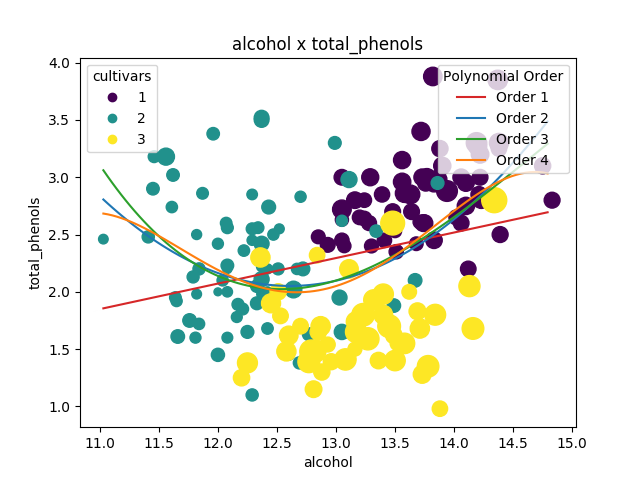 alcohol x total_phenols
cultivars
1
2
3
Polynomial Order
Order 1
Order 2
Order 3
Order 4
total_phenols
4.0
3.5
3.0
2.5
2.0
1.5
1.0
11.0 11.5 12.0 12.5 13.0 13.5 14.0 14.5 15.0
alcohol